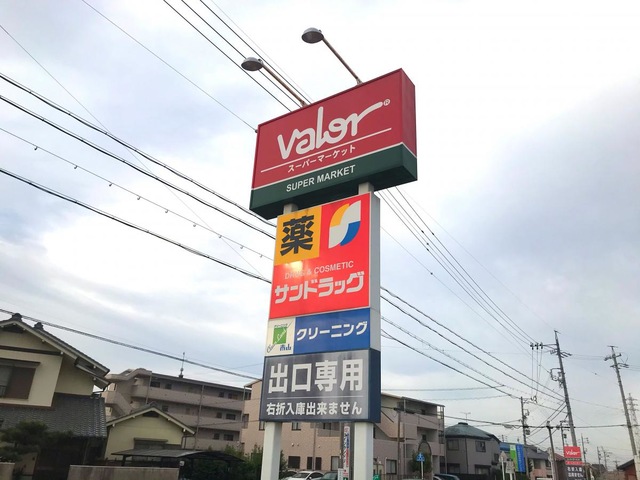 valor®
スーパーマーケット
SUPER MARKET
薬
DRUG & COSMETIC
サンドラッグ
クリーニング
出口専用
右折入庫出来ません